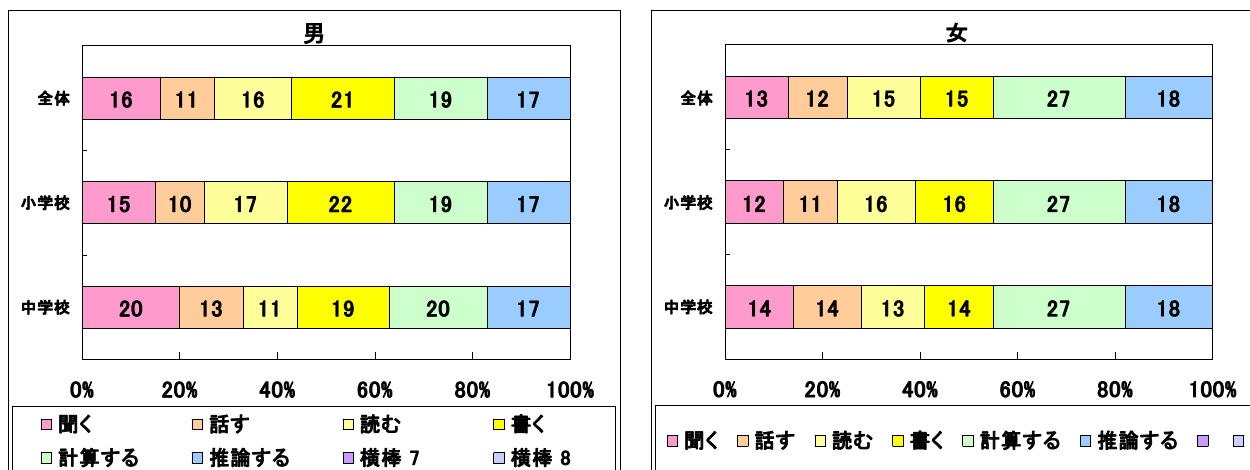 男
全体 16 11 16 21 19 17
小学校 15 10 17 22 19 17
中学校 20 13 11 19 20 17
0% 20% 40% 60% 80% 100%
聞く 話す 読む 書く
計算する 推論する 横棒 7 横棒 8
女
全体 13 12 15 15 27 18
小学校 12 11 16 16 27 18
中学校 14 14 13 14 27 18
0% 20% 40% 60% 80% 100%
聞く 話す 読む 書く 計算する 推論する